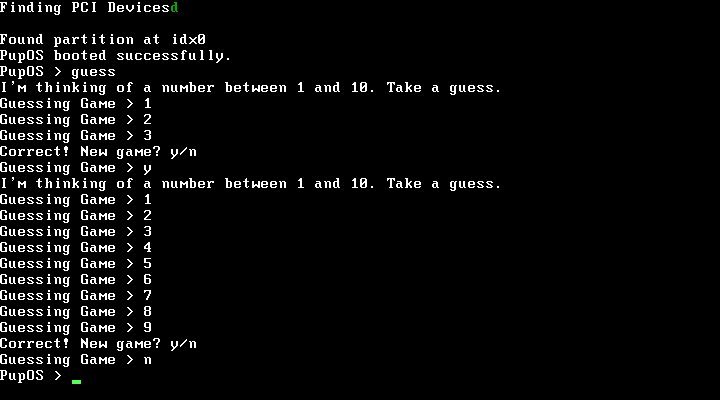 Finding PCI Devicesd
Found partition at idx0
PupOS booted successfully.
PupOS > guess
I'm thinking of a number between 1 and 10. Take a guess.
Guessing Game > 1
Guessing Game > 2
Guessing Game > 3
Correct! New game? y/n
Guessing Game > y
I'm thinking of a number between 1 and 10. Take a guess.
Guessing Game > 1
Guessing Game > 2
Guessing Game > 3
Guessing Game > 4
Guessing Game > 5
Guessing Game > 6
Guessing Game > 7
Guessing Game > 8
Guessing Game > 9
Correct! New game? y/n
Guessing Game > n
PupOS > _